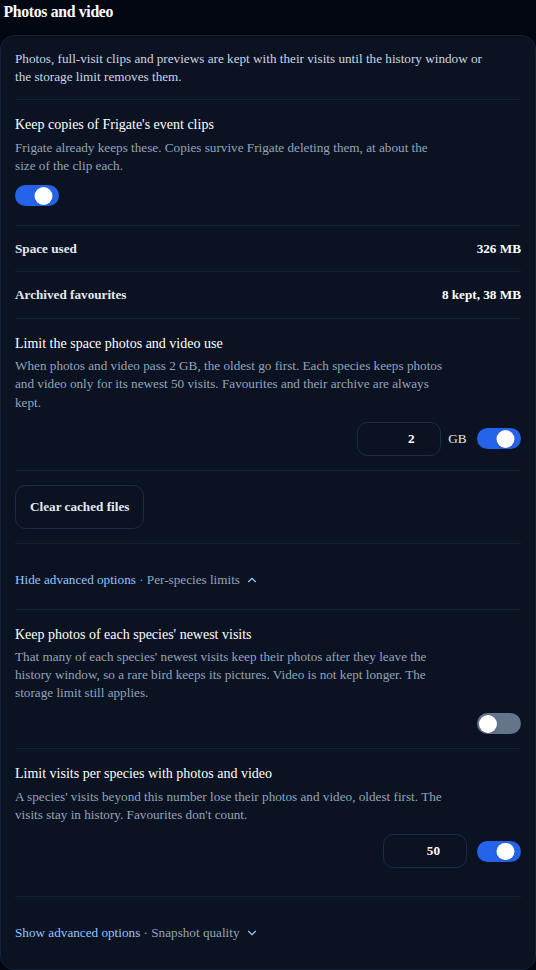 Photos and video
Photos, full-visit clips and previews are kept with their visits until the history window or
the storage limit removes them.
Keep copies of Frigate's event clips
Frigate already keeps these. Copies survive Frigate deleting them, at about the
size of the clip each.
Space used 326 MB
Archived favourites 8 kept, 38 MB
Limit the space photos and video use
When photos and video pass 2 GB, the oldest go first. Each species keeps photos
and video only for its newest 50 visits. Favourites and their archive are always
kept.
2 GB
Clear cached files
Hide advanced options · Per-species limits
Keep photos of each species' newest visits
That many of each species' newest visits keep their photos after they leave the
history window, so a rare bird keeps its pictures. Video is not kept longer. The
storage limit still applies.
Limit visits per species with photos and video
A species' visits beyond this number lose their photos and video, oldest first. The
visits stay in history. Favourites don't count.
50
Show advanced options · Snapshot quality